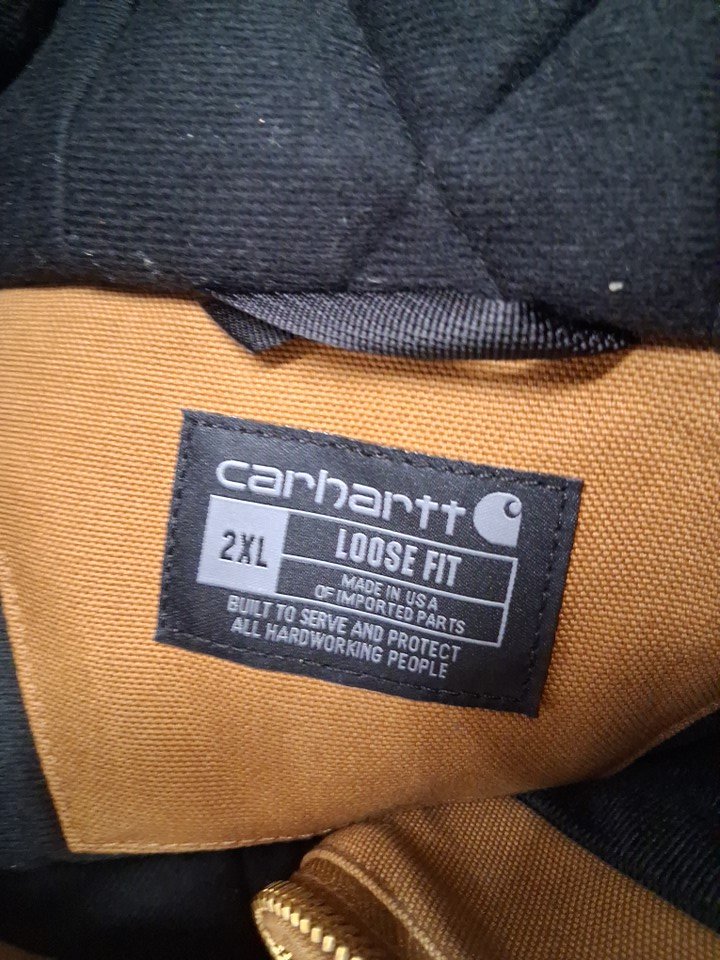 carhartt
2XL
LOOSE FIT
MADE IN USA
OF IMPORTED PARTS
BUILT TO SERVE AND PROTECT
ALL HARDWORKING PEOPLE